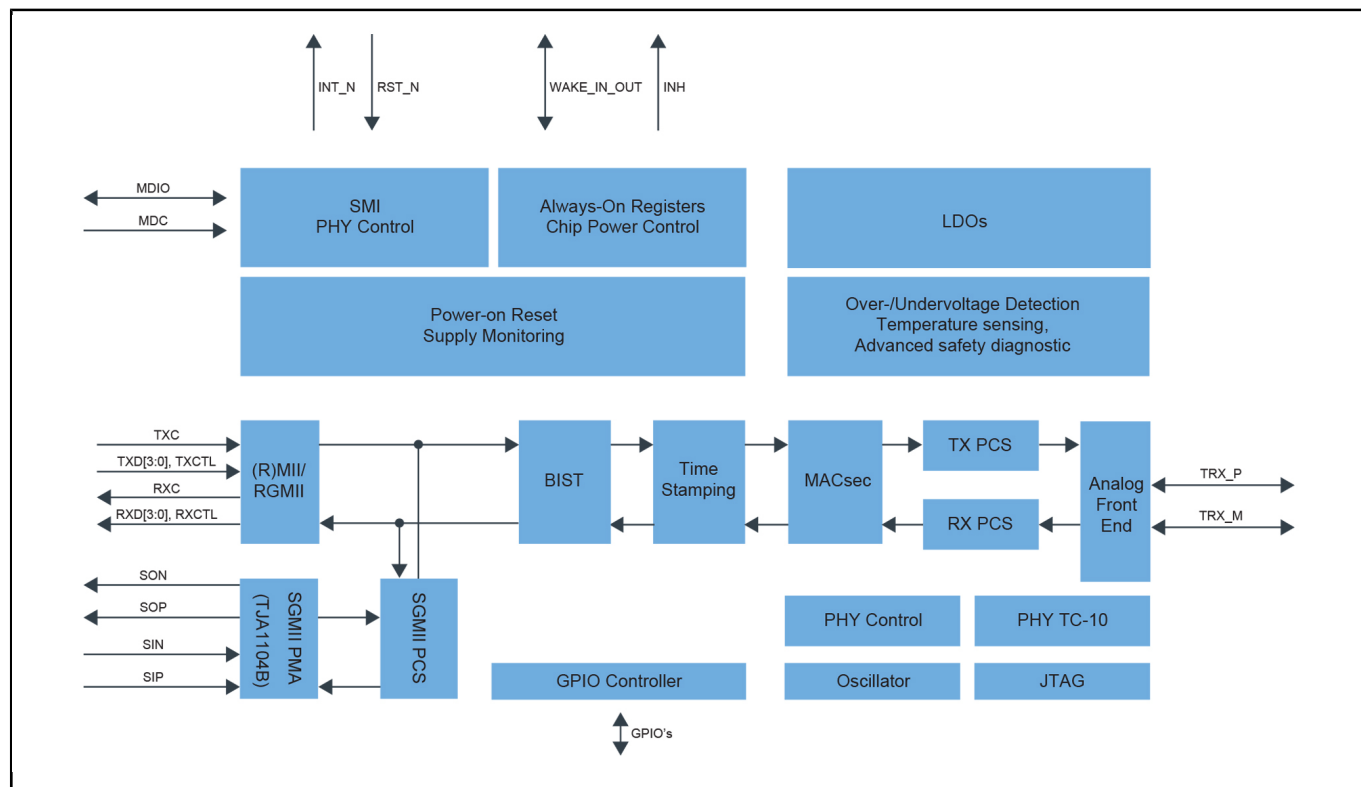 INT_N
RST_N
WAKE_IN_OUT
INH
MDIO
MDC
SMI
PHY Control
Always-On Registers
Chip Power Control
LDOs
Power-on Reset
Supply Monitoring
Over-/Undervoltage Detection
Temperature sensing,
Advanced safety diagnostic
TXC
TXD[3:0], TXCTL
RXC
RXD[3:0], RXCTL
(R)MII/
RGMII
BIST
Time
Stamping
MACsec
TX PCS
RX PCS
Analog
Front
End
TRX_P
TRX_M
SON
SOP
SIN
SIP
SGMII PMA
(TJA1104B)
SGMII PCS
PHY Control
PHY TC-10
GPIO Controller
Oscillator
JTAG
GPIO's